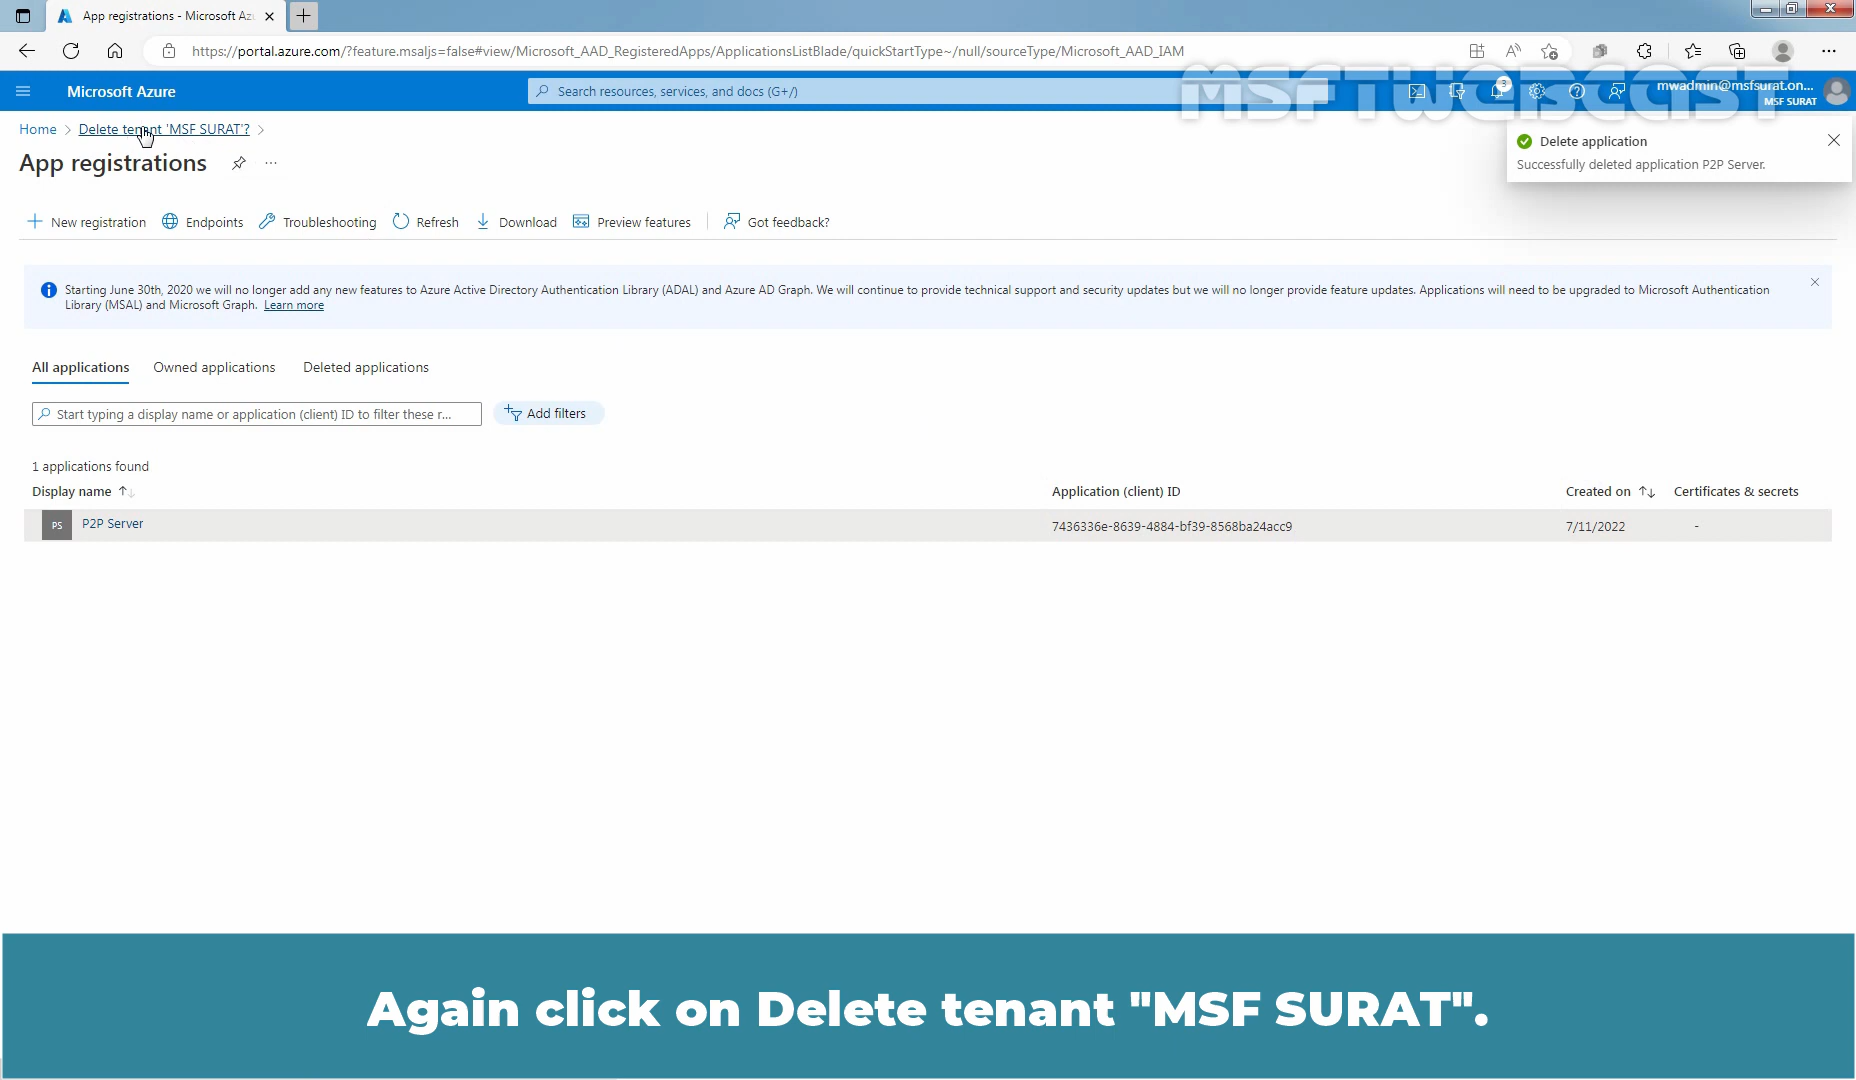 App registrations - Microsoft Azu
https://portal.azure.com/?feature.msaljs=false#view/Microsoft_AAD_RegisteredApps/ApplicationsListBlade/quickStartType~/null/sourceType/Microsoft_AAD_IAM
Microsoft Azure
Search resources, services, and docs (G+/)
MSFTWEBCAST
3
mwadmin@msfsurat.on...
MSF SURAT
Home
Delete tenant 'MSF SURAT'?
App registrations
Delete application
Successfully deleted application P2P Server.
New registration
Endpoints
Troubleshooting
Refresh
Download
Preview features
Got feedback?
Starting June 30th, 2020 we will no longer add any new features to Azure Active Directory Authentication Library (ADAL) and Azure AD Graph. We will continue to provide technical support and security updates but we will no longer provide feature updates. Applications will need to be upgraded to Microsoft Authentication
Library (MSAL) and Microsoft Graph. Learn more
All applications
Owned applications
Deleted applications
Start typing a display name or application (client) ID to filter these r...
Add filters
1 applications found
Display name
Application (client) ID
Created on
Certificates & secrets
PS
P2P Server
7436336e-8639-4884-bf39-8568ba24acc9
7/11/2022
-
Again click on Delete tenant "MSF SURAT".